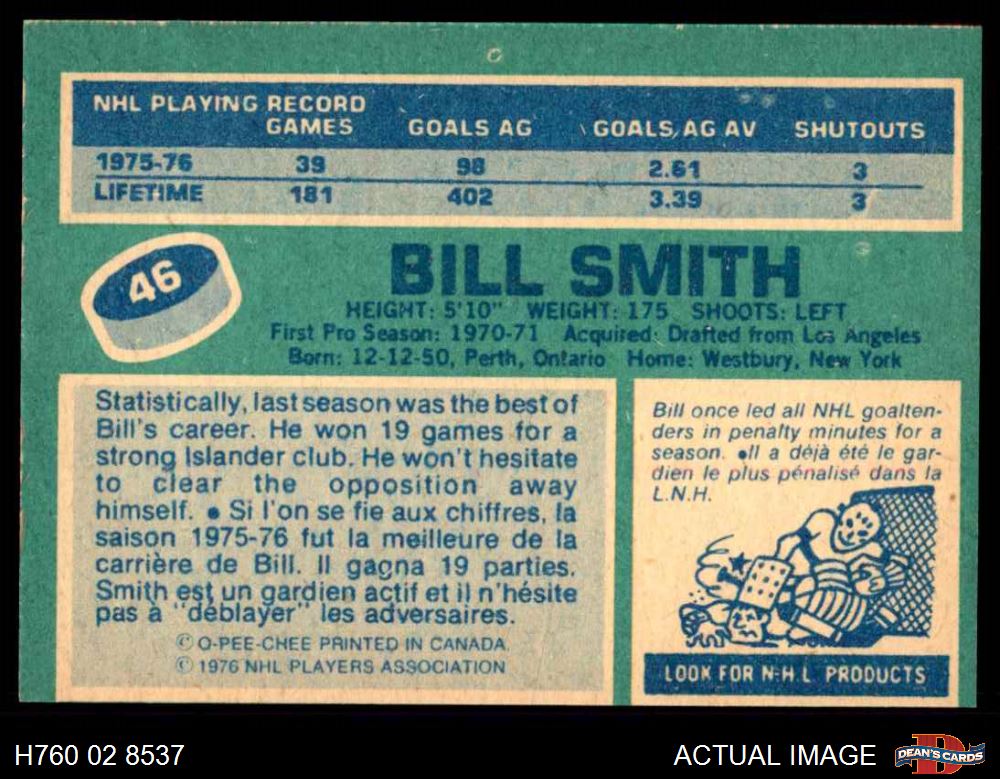 NHL PLAYING RECORD
GAMES GOALS AG GOALS, AG AV SHUTOUTS
1975-76 39 98 2.61 3
LIFETIME 181 402 3.39 3
46
BILL SMITH
HEIGHT: 5'10" WEIGHT: 175 SHOOTS: LEFT
First Pro Season: 1970-71 Acquired: Drafted from Los Angeles
Born: 12-12-50, Perth, Ontario Home: Westbury, New York
Statistically, last season was the best of
Bill's career. He won 19 games for a
strong Islander club. He won't hesitate
to clear the opposition away
himself. • Si l'on se fie aux chiffres, la
saison 1975-76 fut la meilleure de la
carrière de Bill. Il gagna 19 parties.
Smith est un gardien actif et il n'hésite
pas à "déblayer" les adversaires.
© O-PEE-CHEE PRINTED IN CANADA.
© 1976 NHL PLAYERS ASSOCIATION
Bill once led all NHL goalten-
ders in penalty minutes for a
season. •Il a déjà été le gar-
dien le plus pénalisé dans la
L.N.H.
LOOK FOR N.H.L. PRODUCTS
H760 02 8537
ACTUAL IMAGE
D
DEAN'S CARDS